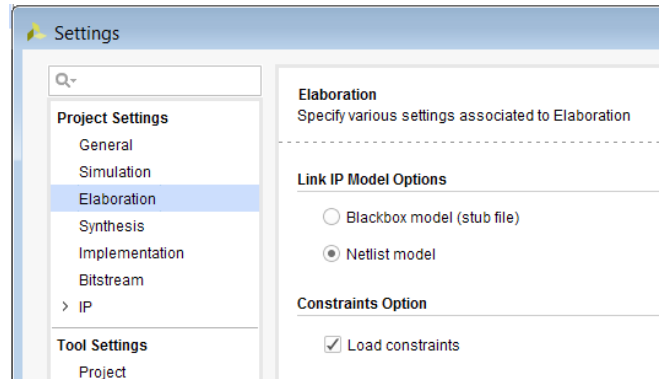 Settings
Project Settings
General
Simulation
Elaboration
Synthesis
Implementation
Bitstream
IP
Tool Settings
Project
Elaboration
Specify various settings associated to Elaboration
Link IP Model Options
Blackbox model (stub file)
Netlist model
Constraints Option
Load constraints